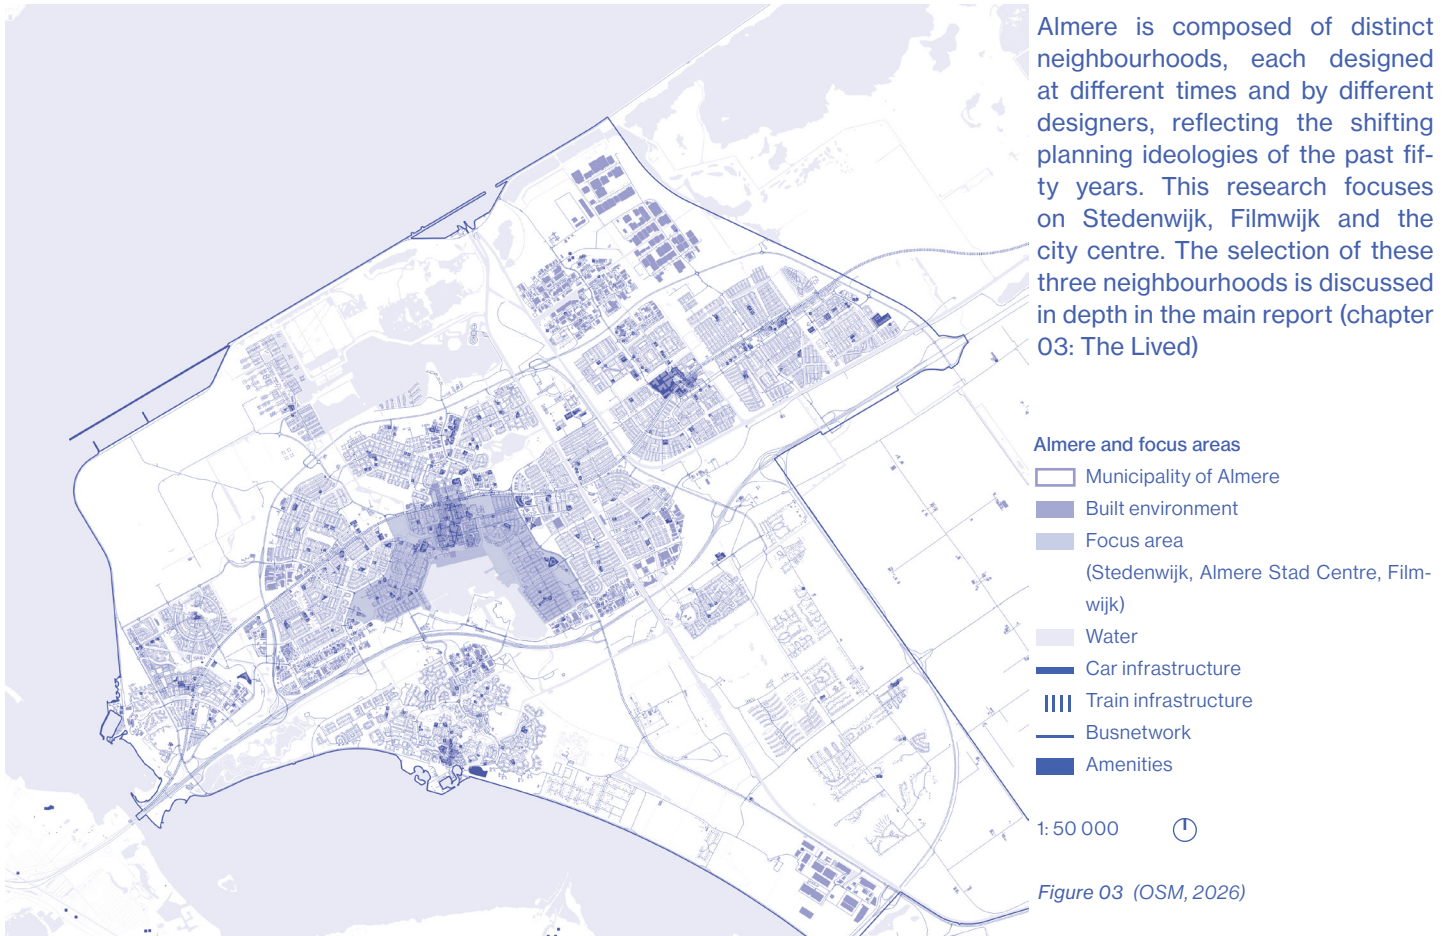 Almere is composed of distinct
neighbourhoods, each designed
at different times and by different
designers, reflecting the shifting
planning ideologies of the past fif-
ty years. This research focuses
on Stedenwijk, Filmwijk and the
city centre. The selection of these
three neighbourhoods is discussed
in depth in the main report (chapter
03: The Lived)
Almere and focus areas
Municipality of Almere
Built environment
Focus area
(Stedenwijk, Almere Stad Centre, Film-
wijk)
Water
Car infrastructure
Train infrastructure
Busnetwork
Amenities
1: 50 000
Figure 03 (OSM, 2026)